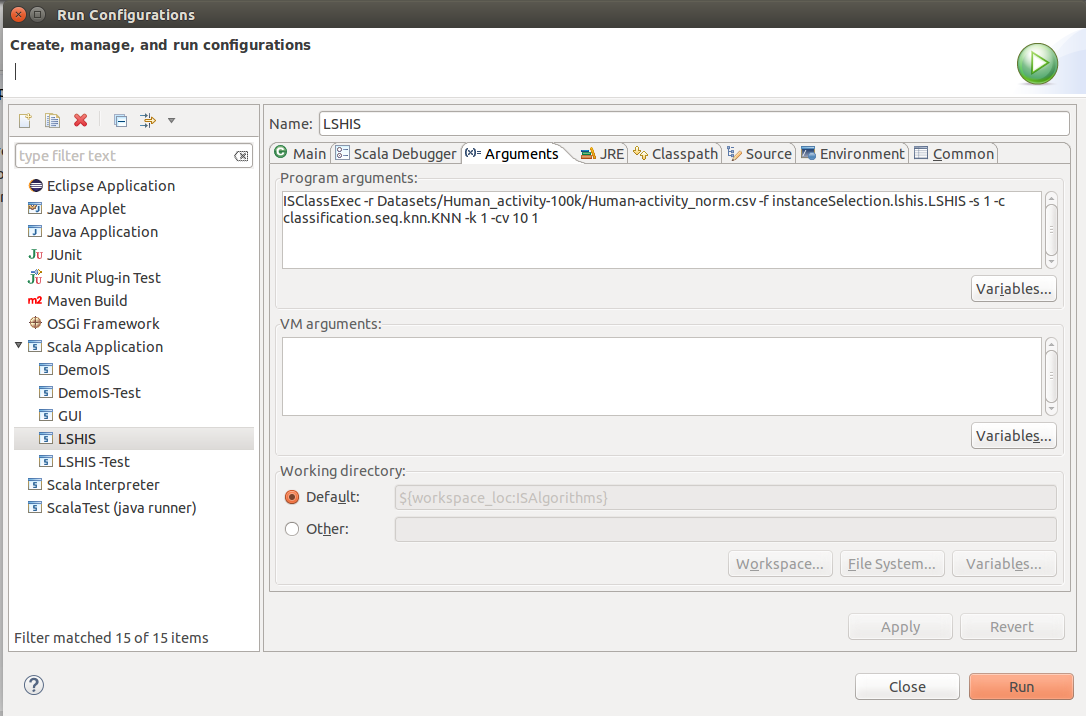 Run Configurations
Create, manage, and run configurations
type filter text
Eclipse Application
Java Applet
Java Application
JUnit
JUnit Plug-in Test
Maven Build
OSGi Framework
Scala Application
DemoIS
DemoIS-Test
GUI
LSHIS
LSHIS -Test
Scala Interpreter
ScalaTest (java runner)
Filter matched 15 of 15 items
Name: LSHIS
Main Scala Debugger (x)= Arguments JRE Classpath Source Environment Common
Program arguments:
ISClassExec -r Datasets/Human_activity-100k/Human-activity_norm.csv -f instanceSelection.lshis.LSHIS -s 1 -c
classification.seq.knn.KNN -k 1 -cv 10 1
Variables...
VM arguments:
Variables...
Working directory:
Default: ${workspace_loc:ISAlgorithms}
Other:
Workspace... File System... Variables...
Apply Revert
Close Run